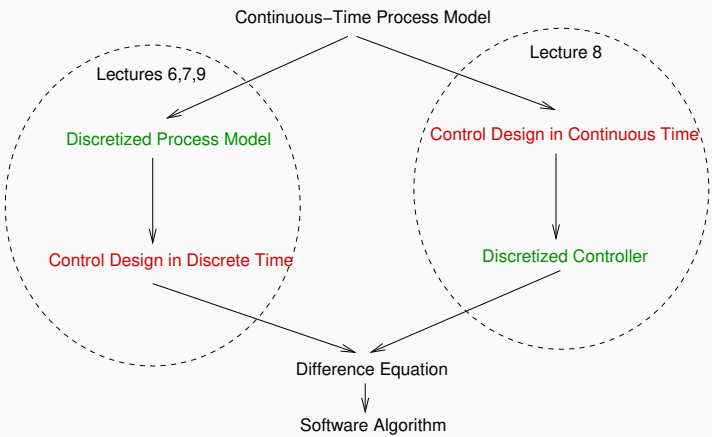 Continuous−Time Process Model
Lectures 6,7,9
Lecture 8
Discretized Process Model
Control Design in Continuous Time
Control Design in Discrete Time
Discretized Controller
Difference Equation
Software Algorithm